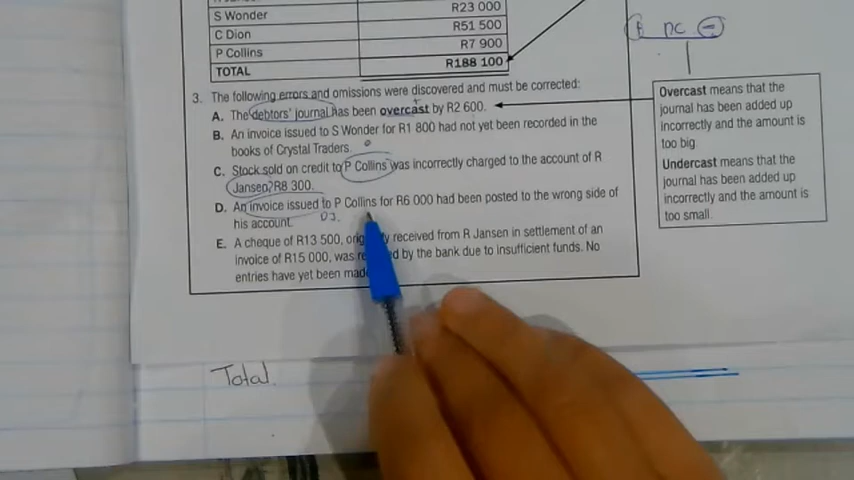 S Wonder R23 000
C Dion R51 500
P Collins R7 900
TOTAL R188 100
B DC −
3. The following errors and omissions were discovered and must be corrected:
A. The debtors' journal has been overcast by R2 600.
B. An invoice issued to S Wonder for R1 800 had not yet been recorded in the
books of Crystal Traders.
C. Stock sold on credit to P Collins was incorrectly charged to the account of R
Jansen, R8 300.
D. An invoice issued to P Collins for R6 000 had been posted to the wrong side of
his account. DJ.
E. A cheque of R13 500, received from R Jansen in settlement of an
invoice of R15 000, was by the bank due to insufficient funds. No
entries have yet been
Overcast means that the
journal has been added up
incorrectly and the amount is
too big.
Undercast means that the
journal has been added up
incorrectly and the amount is
too small.
Total.